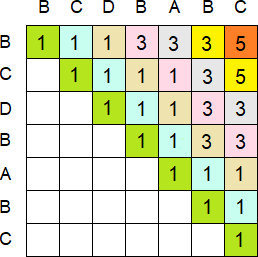 B C D B A B C
B 1 1 1 3 3 3 5
C 1 1 1 1 3 5
D 1 1 1 3 3
B 1 1 3 3
A 1 1 1
B 1 1
C 1